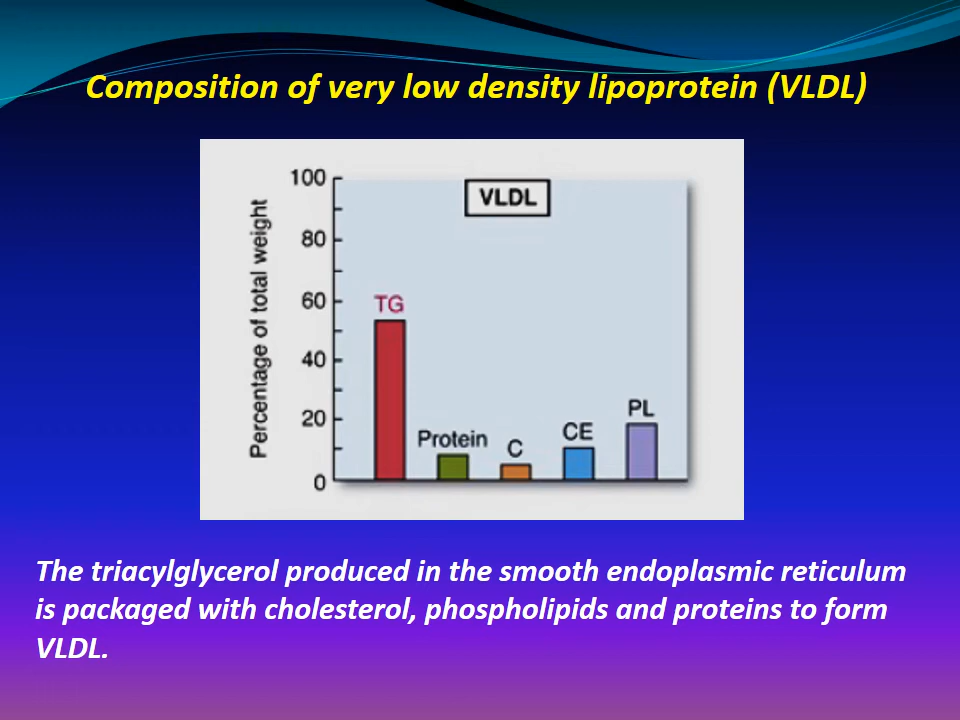 Composition of very low density lipoprotein (VLDL)
Percentage of total weight
100
80
60
40
20
0
VLDL
TG
Protein
C
CE
PL
The triacylglycerol produced in the smooth endoplasmic reticulum
is packaged with cholesterol, phospholipids and proteins to form
VLDL.